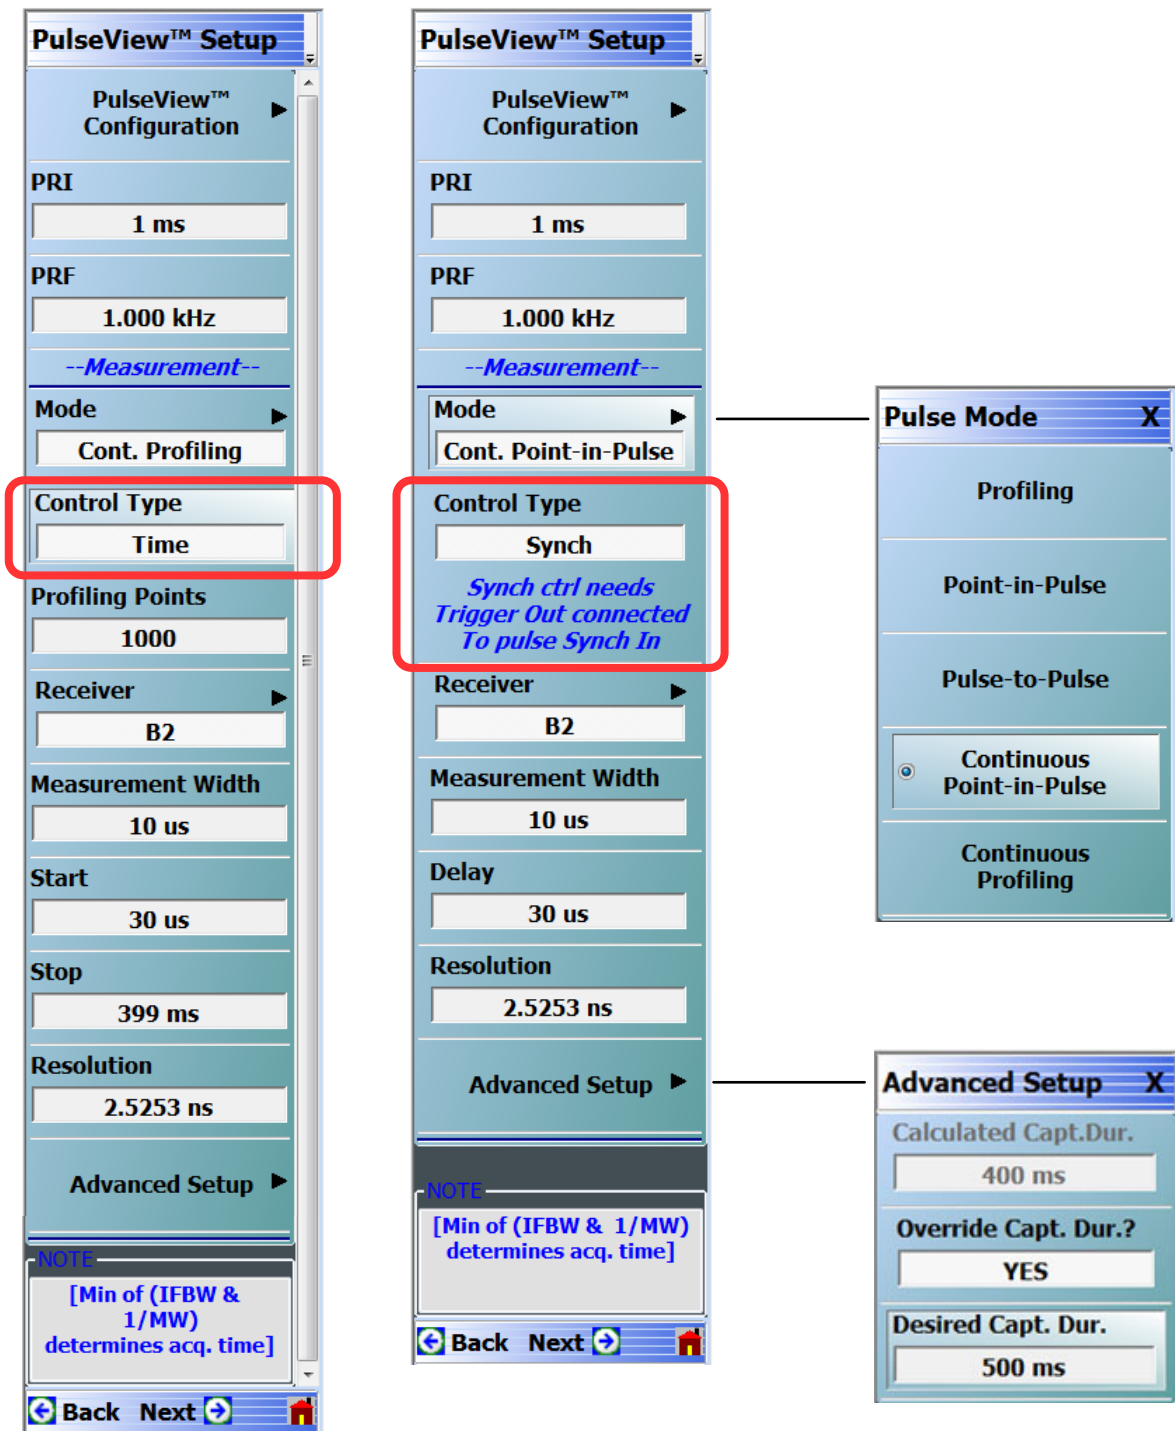 PulseView™ Setup
PulseView™
Configuration
PRI
1 ms
PRF
1.000 kHz
--Measurement--
Mode
Cont. Profiling
Control Type
Time
Profiling Points
1000
Receiver
B2
Measurement Width
10 us
Start
30 us
Stop
399 ms
Resolution
2.5253 ns
Advanced Setup
NOTE
[Min of (IFBW &
1/MW)
determines acq. time]
Back Next
PulseView™ Setup
PulseView™
Configuration
PRI
1 ms
PRF
1.000 kHz
--Measurement--
Mode
Cont. Point-in-Pulse
Control Type
Synch
Synch ctrl needs
Trigger Out connected
To pulse Synch In
Receiver
B2
Measurement Width
10 us
Delay
30 us
Resolution
2.5253 ns
Advanced Setup
NOTE
[Min of (IFBW & 1/MW)
determines acq. time]
Back Next
Pulse Mode X
Profiling
Point-in-Pulse
Pulse-to-Pulse
Continuous
Point-in-Pulse
Continuous
Profiling
Advanced Setup X
Calculated Capt.Dur.
400 ms
Override Capt. Dur.?
YES
Desired Capt. Dur.
500 ms